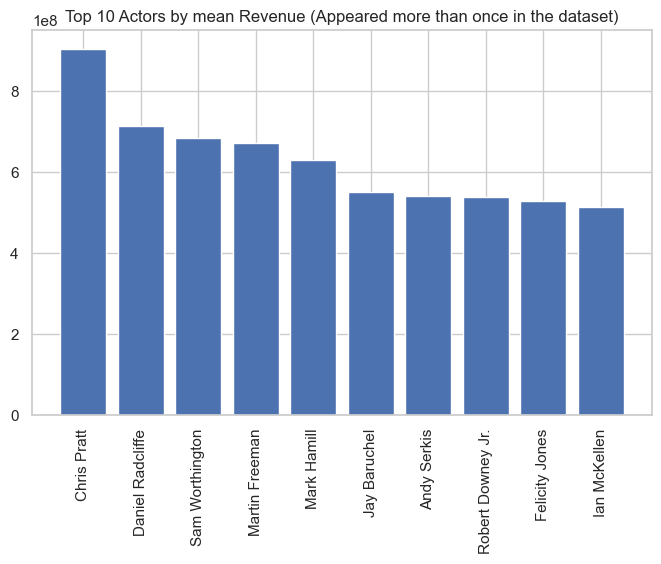 Top 10 Actors by mean Revenue (Appeared more than once in the dataset)
1e8
8
6
4
2
0
Chris Pratt
Daniel Radcliffe
Sam Worthington
Martin Freeman
Mark Hamill
Jay Baruchel
Andy Serkis
Robert Downey Jr.
Felicity Jones
Ian McKellen